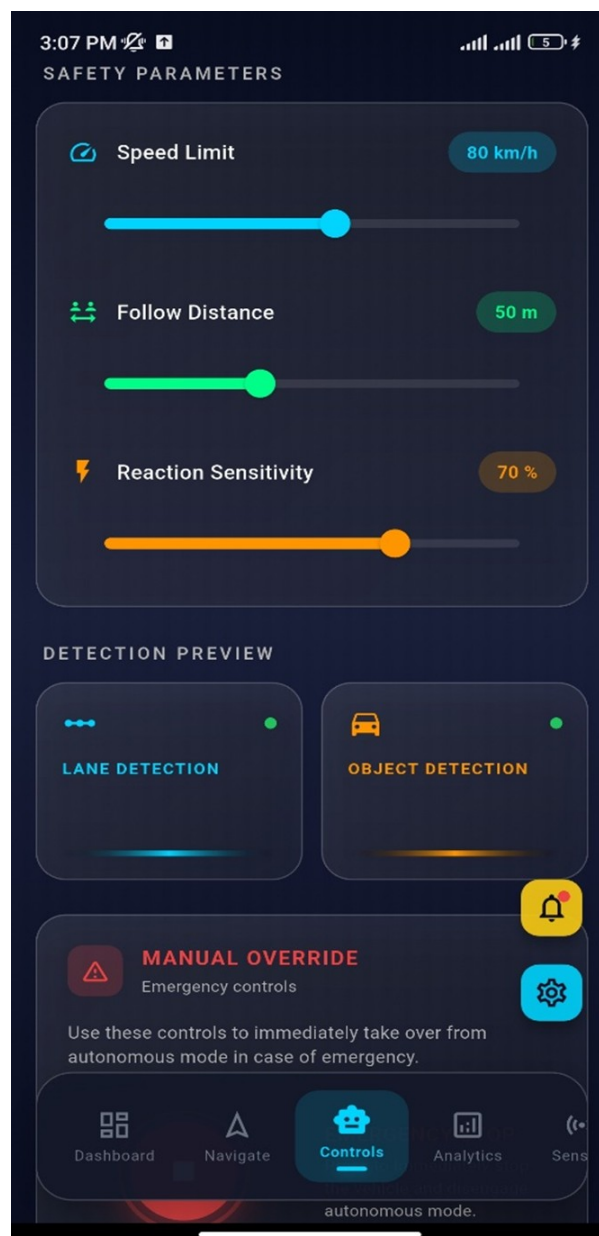 3:07 PM
5
SAFETY PARAMETERS
Speed Limit
80 km/h
Follow Distance
50 m
Reaction Sensitivity
70 %
DETECTION PREVIEW
LANE DETECTION
OBJECT DETECTION
MANUAL OVERRIDE
Emergency controls
Use these controls to immediately take over from
autonomous mode in case of emergency.
Dashboard
Navigate
Controls
Analytics
Sens
autonomous mode.